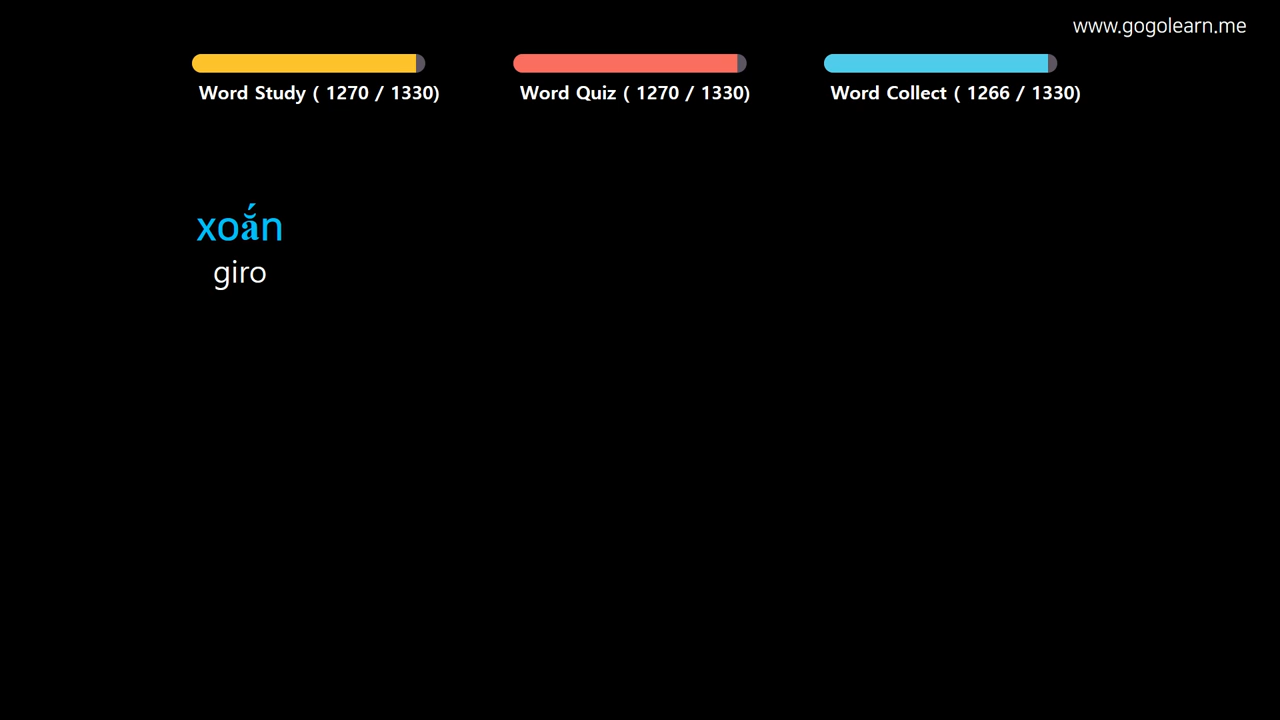 www.gogolearn.me
Word Study ( 1270 / 1330)
Word Quiz ( 1270 / 1330)
Word Collect ( 1266 / 1330)
xoắn
giro